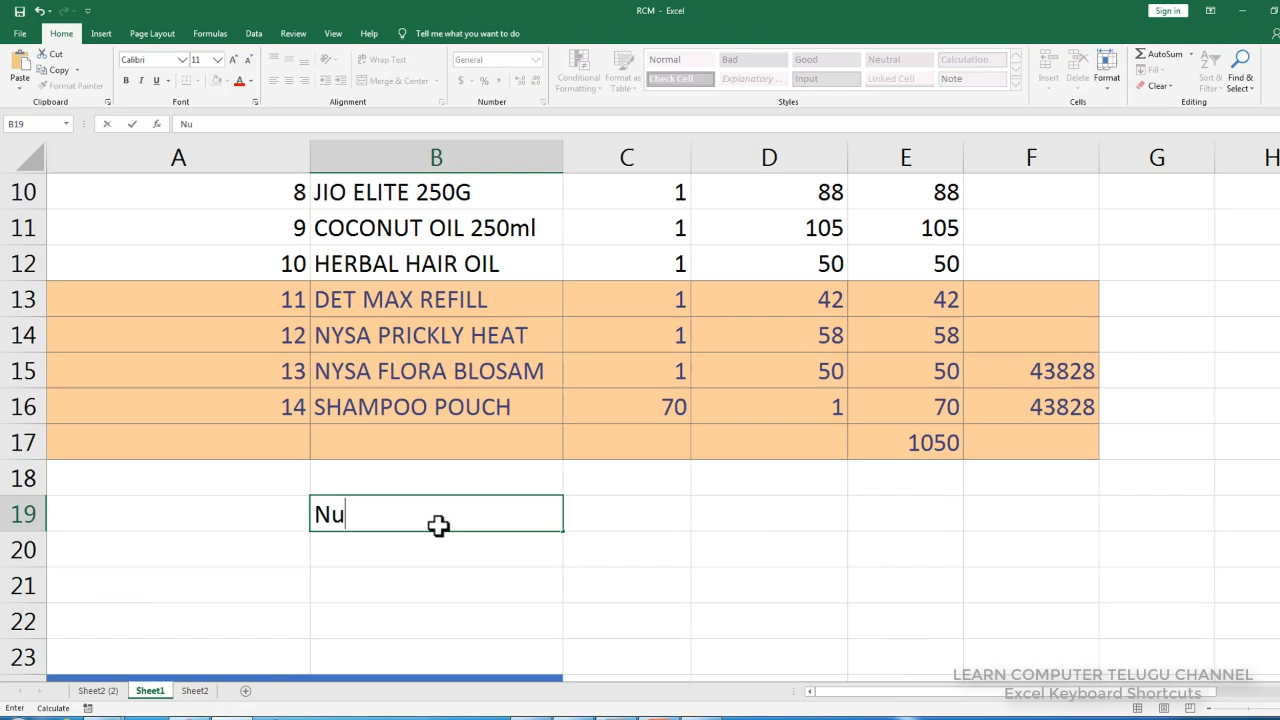 RCM - Excel
Sign in
File Home Insert Page Layout Formulas Data Review View Help Tell me what you want to do
Cut
Copy
Format Painter
Paste
Clipboard
Calibri 11
B I U
Font
Wrap Text
Merge & Center
Alignment
General
$ % ,
Number
Conditional Formatting
Format as Table
Normal Bad Good Neutral Calculation
Check Cell Explanatory ... Input Linked Cell Note
Styles
Insert Delete Format
Cells
AutoSum
Fill
Clear
Sort & Filter
Find & Select
Editing
B19 fx Nu
A B C D E F G H
10 8 JIO ELITE 250G 1 88 88
11 9 COCONUT OIL 250ml 1 105 105
12 10 HERBAL HAIR OIL 1 50 50
13 11 DET MAX REFILL 1 42 42
14 12 NYSA PRICKLY HEAT 1 58 58
15 13 NYSA FLORA BLOSAM 1 50 50 43828
16 14 SHAMPOO POUCH 70 1 70 43828
17 1050
18
19 Nu
20
21
22
23
LEARN COMPUTER TELUGU CHANNEL
Excel Keyboard Shortcuts
Sheet2 (2) Sheet1 Sheet2
Enter Calculate